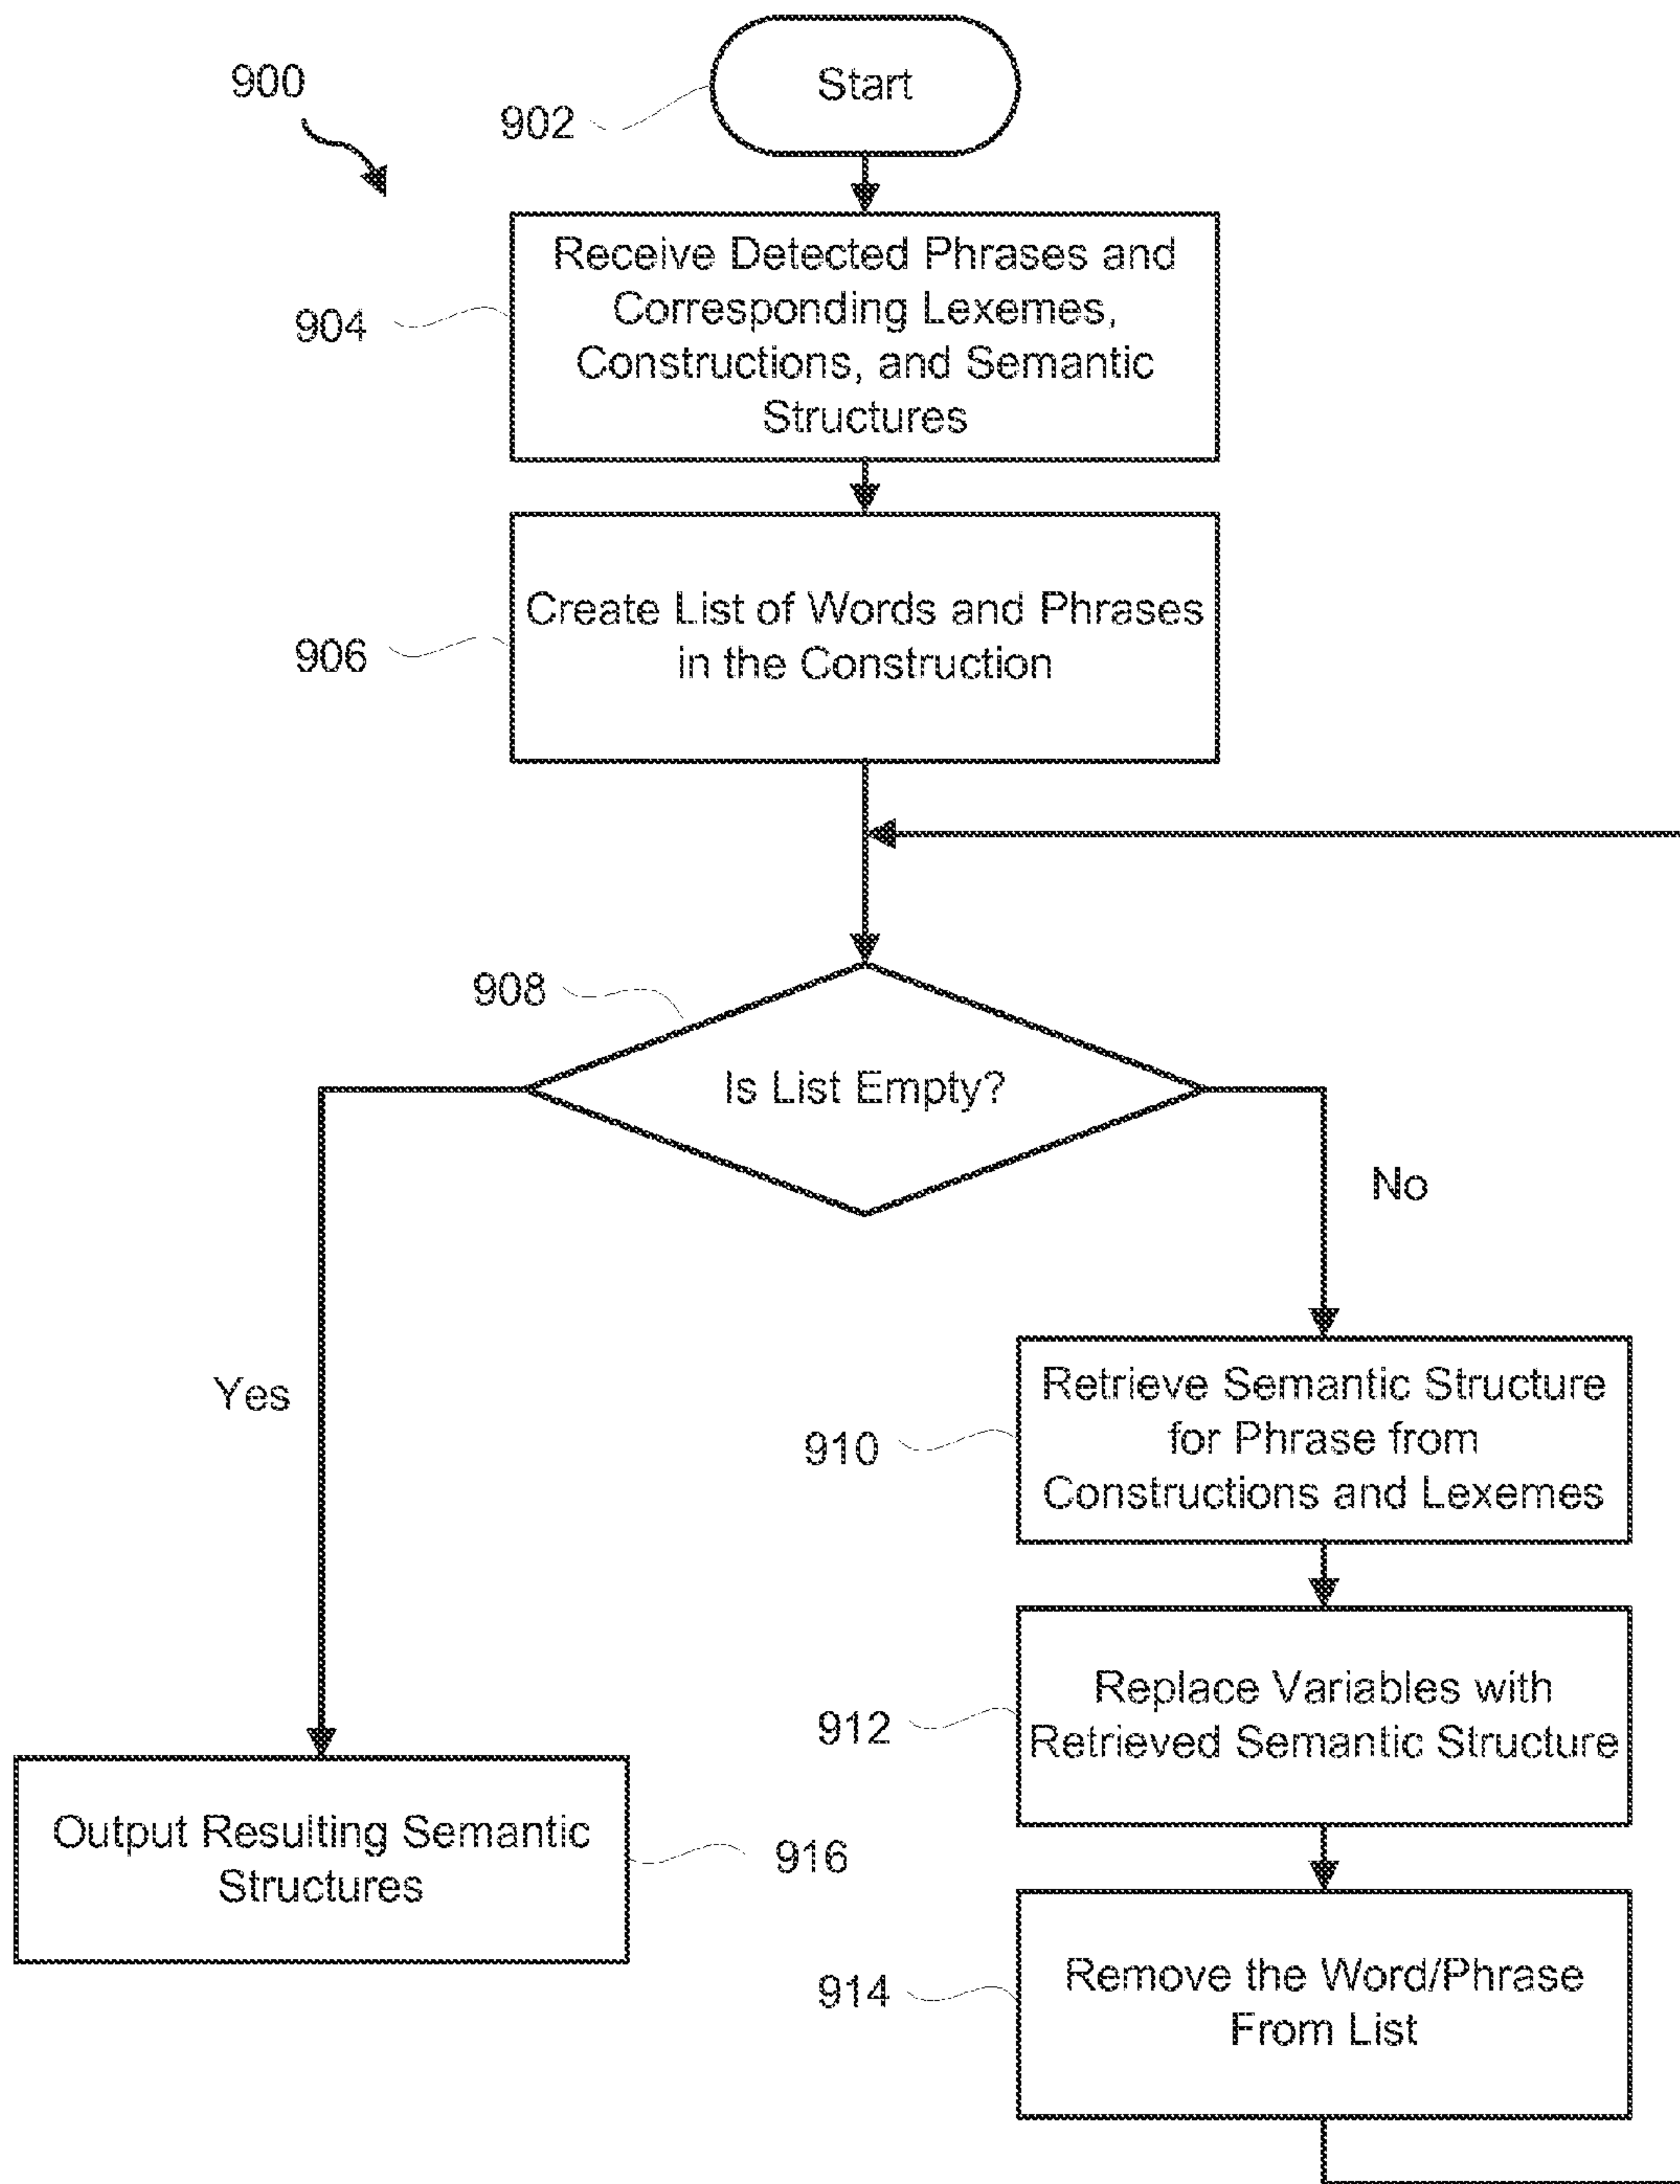 900
Start
902
Receive Detected Phrases and
Corresponding Lexemes,
Constructions, and Semantic
Structures
904
Create List of Words and Phrases
in the Construction
906
908
Is List Empty?
No
Yes
Retrieve Semantic Structure
for Phrase from
Constructions and Lexemes
910
Replace Variables with
Retrieved Semantic Structure
912
Output Resulting Semantic
Structures
916
Remove the Word/Phrase
From List
914